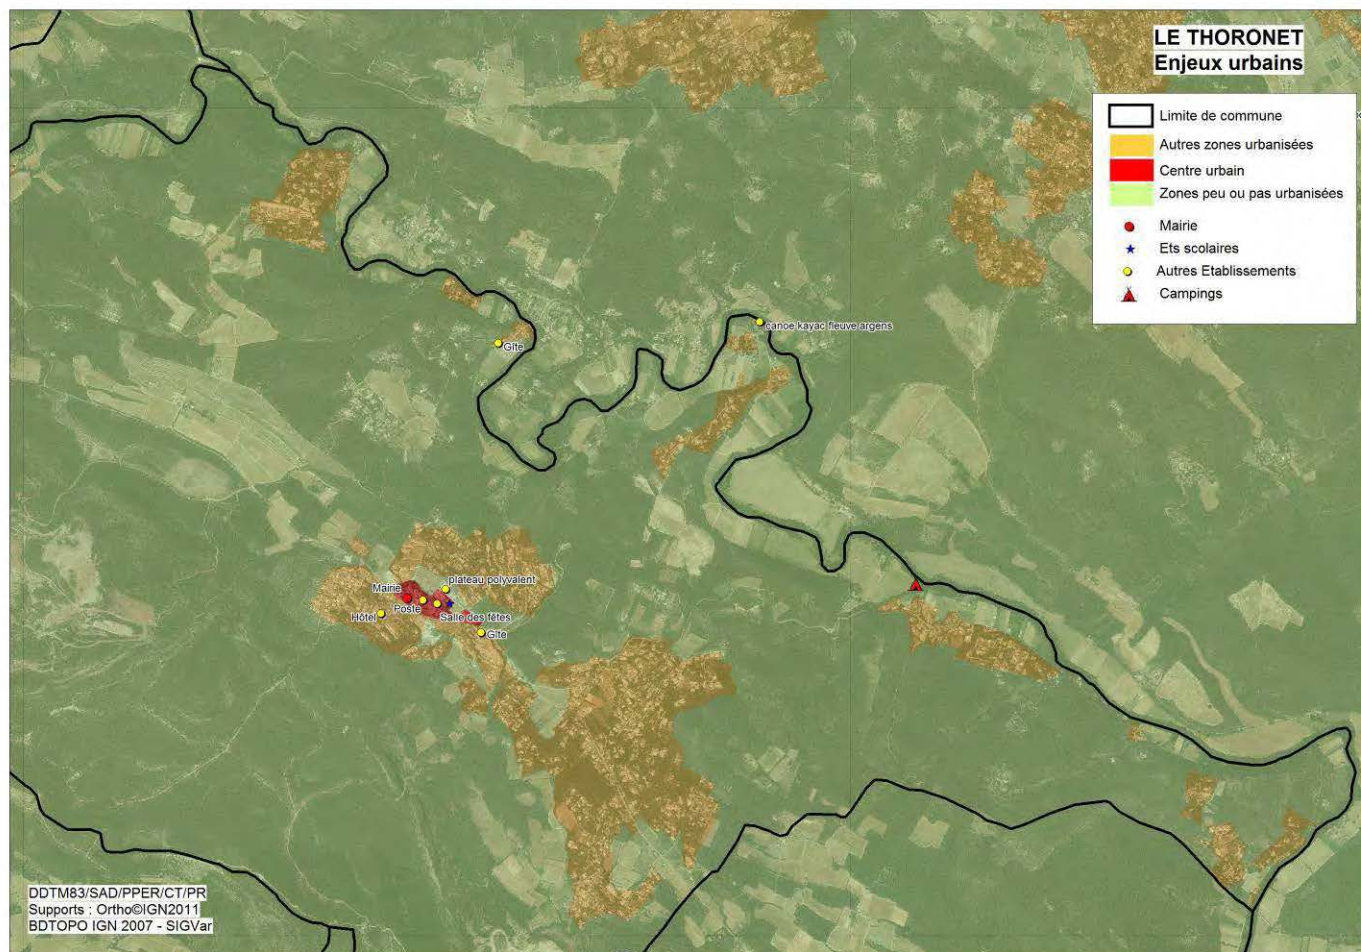 LE THORONET
Enjeux urbains
Limite de commune
Autres zones urbanisées
Centre urbain
Zones peu ou pas urbanisées
Mairie
Ets scolaires
Autres Etablissements
Campings
canoe kayac fleuve argens
Gîte
plateau polyvalent
Mairie
Poste
Salle des fêtes
Hôtel
Gîte
DDTM83/SAD/PPER/CT/PR
Supports : Ortho©IGN2011
BDTOPO IGN 2007 - SIGVar